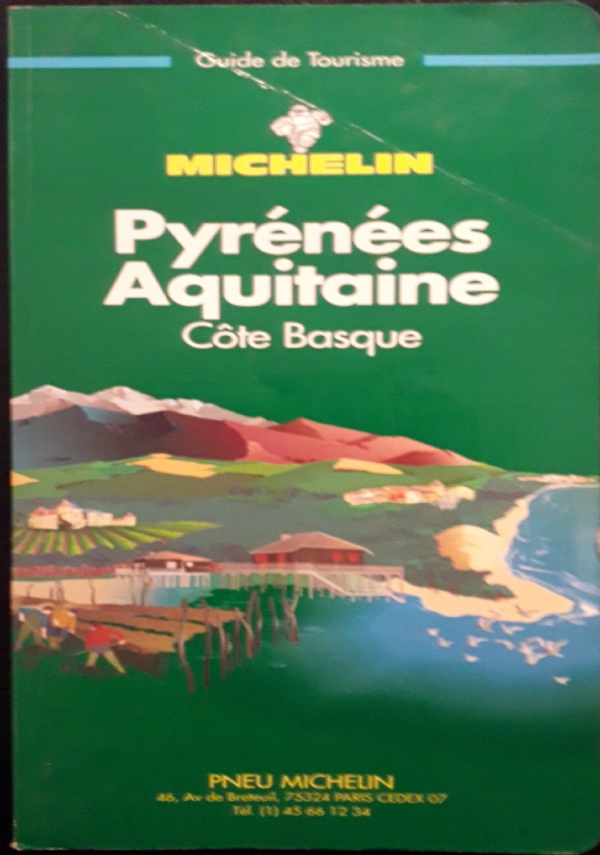 Guide de Tourisme
MICHELIN
Pyrénées
Aquitaine
Côte Basque
PNEU MICHELIN
46, Av de Breteuil, 75324 PARIS CEDEX 07
Tél. (1) 45 66 12 34